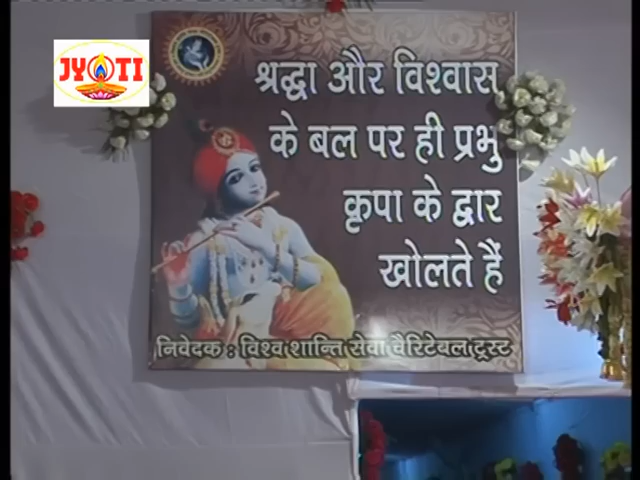 JYOTI
श्रद्धा और विश्वास
के बल पर ही प्रभु
कृपा के द्वार
खोलते हैं
निवेदक : विश्व शान्ति सेवा चैरिटेबल ट्रस्ट